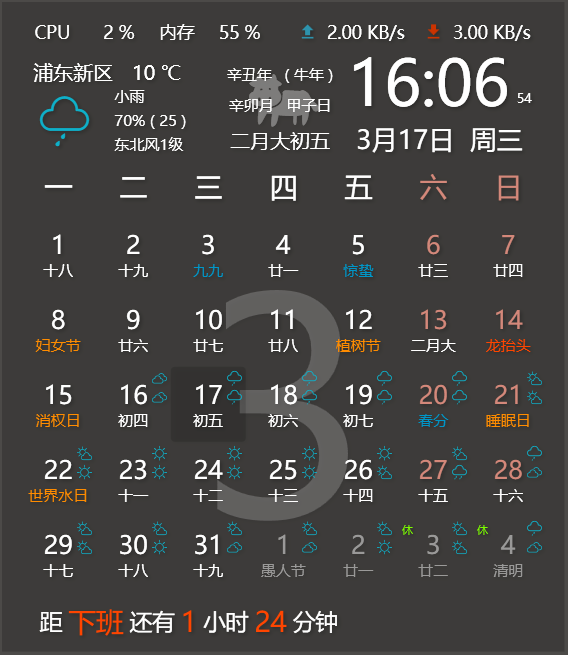 CPU 2 % 内存 55 % 2.00 KB/s 3.00 KB/s
浦东新区 10 ℃ 辛丑年 (牛年) 16:06 54
小雨
70% ( 25 ) 辛卯月 甲子日
东北风1级 二月大初五 3月17日 周三
一 二 三 四 五 六 日
1 2 3 4 5 6 7
十八 十九 九九 廿一 惊蛰 廿三 廿四
8 9 10 11 12 13 14
妇女节 廿六 廿七 廿八 植树节 二月大 龙抬头
15 16 17 18 19 20 21
消权日 初四 初五 初六 初七 春分 睡眠日
22 23 24 25 26 27 28
世界水日 十一 十二 十三 十四 十五 十六
29 30 31 1 2 休 3 休 4
十七 十八 十九 愚人节 廿一 廿二 清明
3
距 下班 还有 1 小时 24 分钟